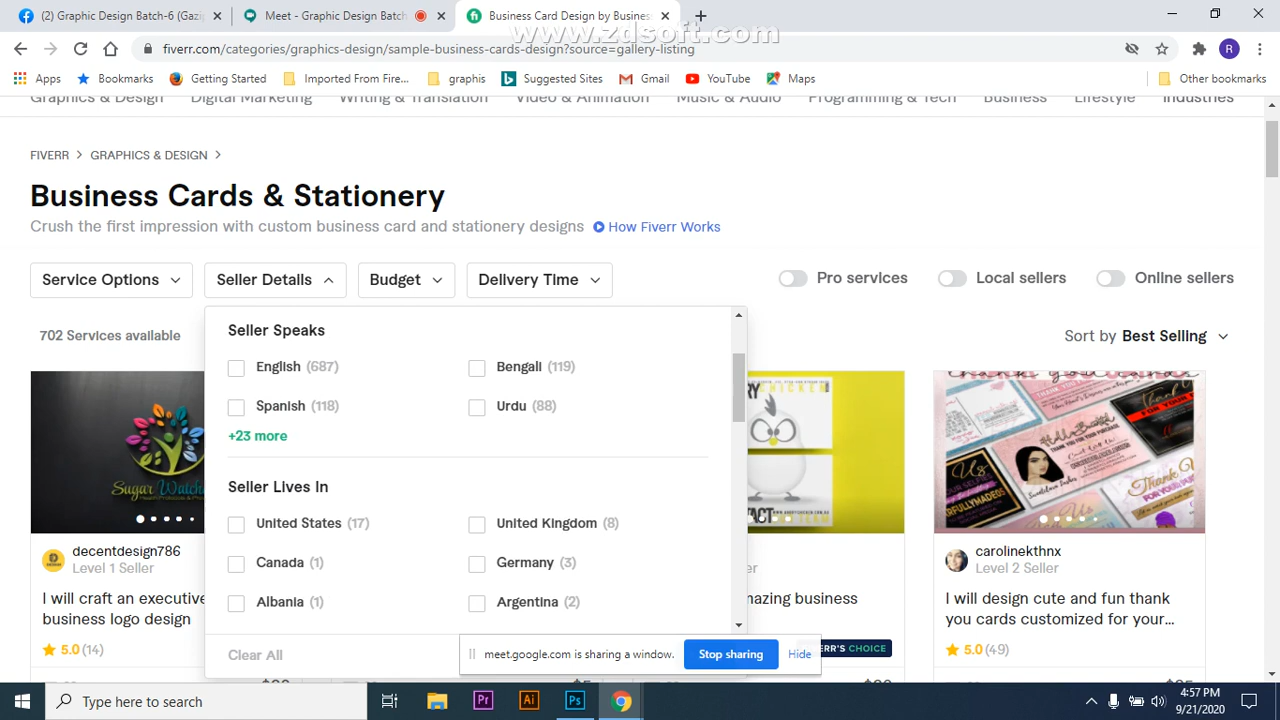 (2) Graphic Batch-6 (Gazi
Meet - Graphic Design Batch
Business Card Design by Busines
www.zdsoft.com
fiverr.com/categories/graphic-design/sample-business-cards-design?source=gallery-listing
R
Apps
Bookmarks
Getting Started
Imported From Fire...
graphis
Suggested Sites
Gmail
YouTube
Maps
Other bookmarks
Graphics & Design
Digital Marketing
Writing & Translation
Video & Animation
Music & Audio
Programming & Tech
Business
Lifestyle
Industries
FIVERR > GRAPHICS & DESIGN >
Business Cards & Stationery
Crush the first impression with custom business card and stationery designs
How Fiverr Works
Service Options
Seller Details
Budget
Delivery Time
Pro services
Local sellers
Online sellers
702 Services available
Sort by Best Selling
Seller Speaks
English (687)
Bengali (119)
Spanish (118)
Urdu (88)
+23 more
Seller Lives In
United States (17)
United Kingdom (8)
Canada (1)
Germany (3)
Albania (1)
Argentina (2)
Clear All
meet.google.com is sharing a window.
Stop sharing
Hide
decentdesign786
Level 1 Seller
I will craft an executive
business logo design
5.0 (14)
mazing business
ERR'S CHOICE
carolinekthnx
Level 2 Seller
I will design cute and fun thank
you cards customized for your...
5.0 (49)
Type here to search
Pr
Ai
Ps
4:57 PM
9/21/2020